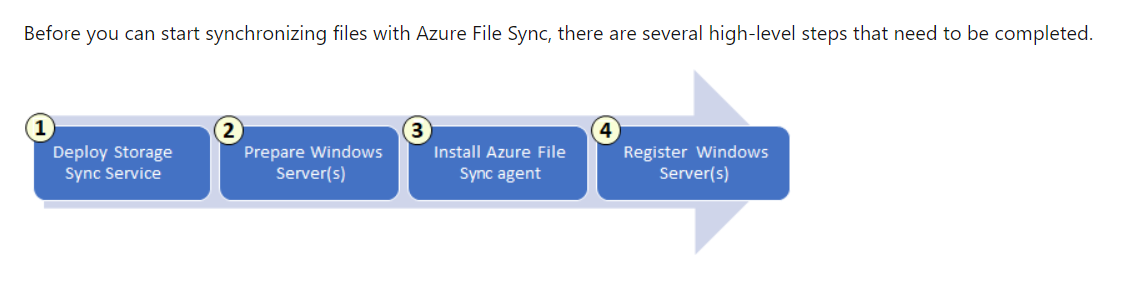 Before you can start synchronizing files with Azure File Sync, there are several high-level steps that need to be completed.
1
Deploy Storage
Sync Service
2
Prepare Windows
Server(s)
3
Install Azure File
Sync agent
4
Register Windows
Server(s)